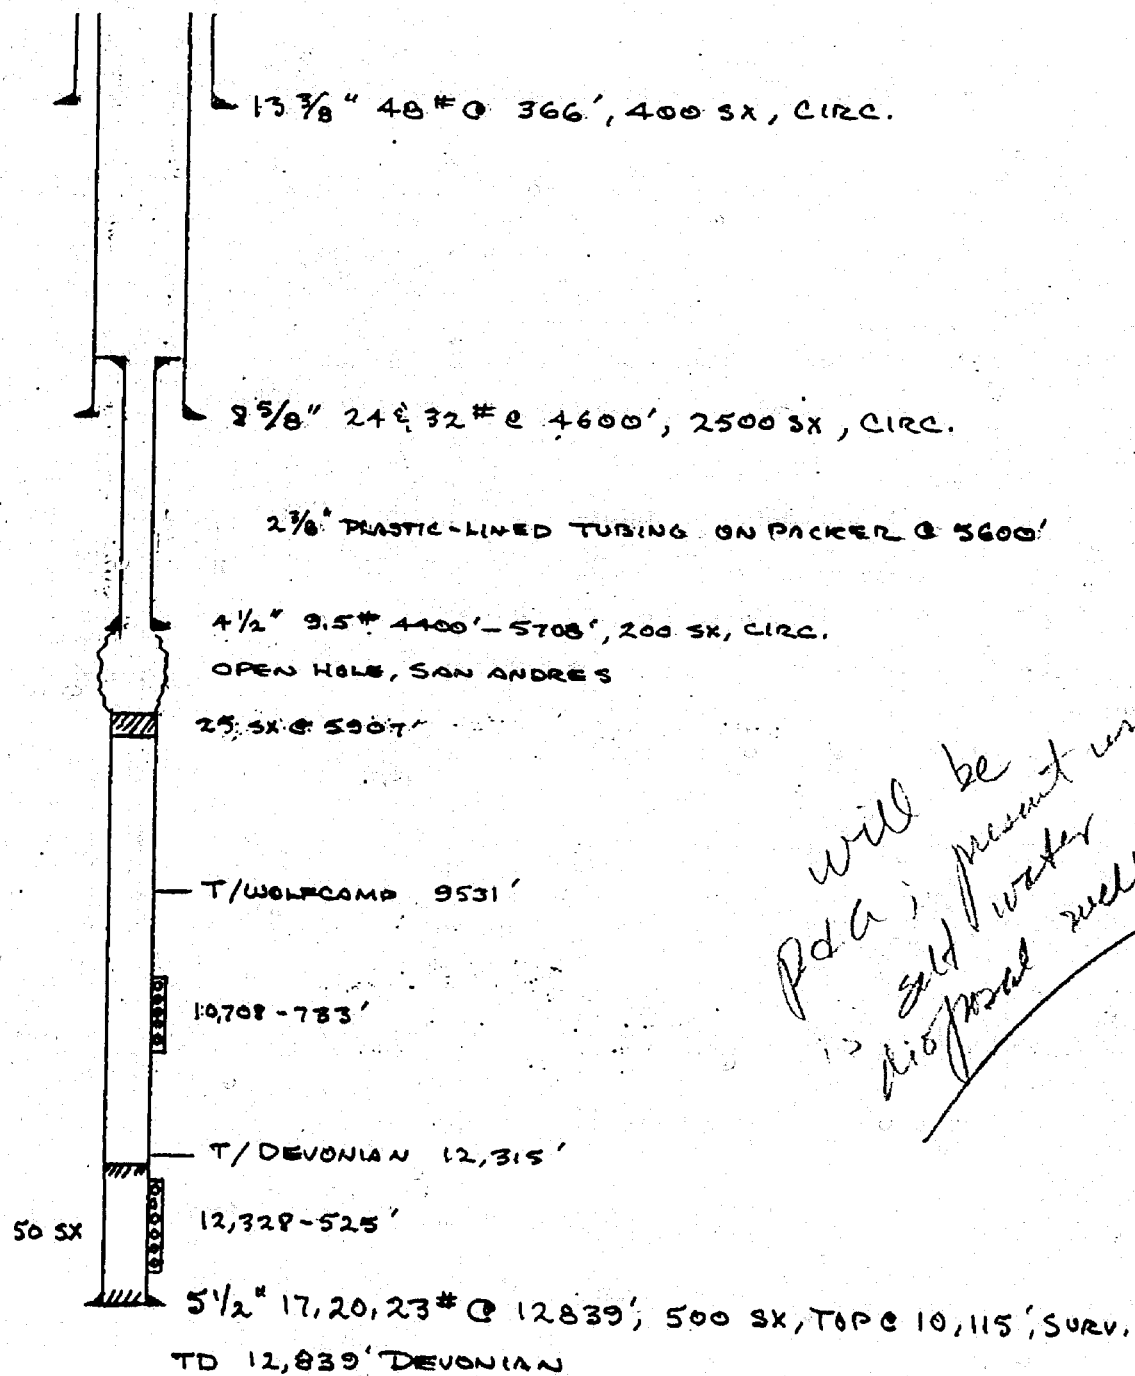 13 3/8" 48# @ 366', 400 SX, CIRC.
8 5/8" 24 & 32# @ 4600', 2500 SX, CIRC.
2 3/8" PLASTIC-LINED TUBING ON PACKER @ 5600'
4 1/2" 9.5# 4400'-5708', 200 SX, CIRC.
OPEN HOLE, SAN ANDRES
25 SX @ 5907'
will be
P&A ; present
is salt water
disposal well
T/WOLFCAMP 9531'
10,708-733'
T/DEVONIAN 12,315'
12,328-525'
50 SX
5 1/2" 17, 20, 23# @ 12839', 500 SX, TOP @ 10,115', SURV.
TD 12,839' DEVONIAN